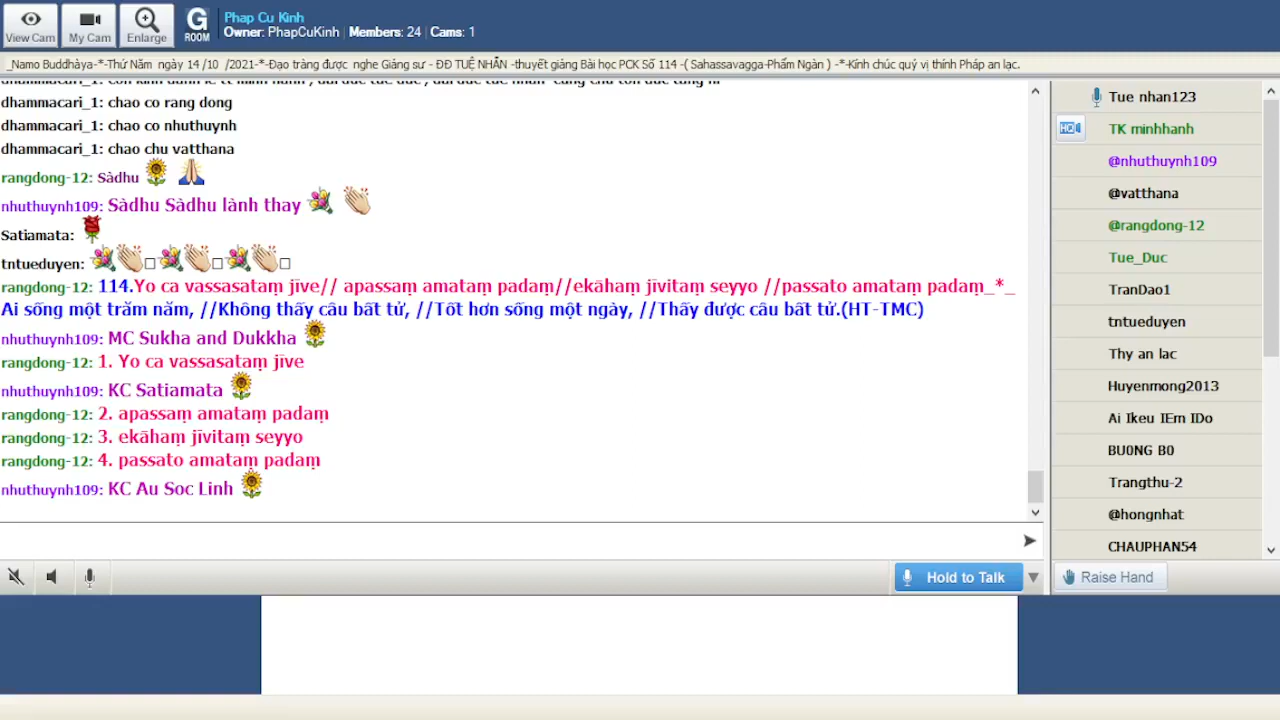 View Cam
My Cam
Enlarge
G ROOM
Phap Cu Kinh
Owner: PhapCuKinh | Members: 24 | Cams: 1
_Namo Buddhàya-*-Thứ Năm ngày 14 /10 /2021-*-Đạo tràng được nghe Giảng sư - ĐĐ TUỆ NHẪN -thuyết giảng Bài học PCK Số 114 -( Sahassavagga-Phẩm Ngàn ) -*-Kính chúc quý vị thính Pháp an lạc.
dhammacari_1: chao co rang dong
dhammacari_1: chao co nhuthuynh
dhammacari_1: chao chu vatthana
rangdong-12: Sàdhu
nhuthuynh109: Sàdhu Sàdhu lành thay
Satiamata:
tntueduyen:
rangdong-12: 114.Yo ca vassasataṃ jīve// apassaṃ amataṃ padaṃ//ekāhaṃ jīvitaṃ seyyo //passato amataṃ padaṃ_*_
Ai sống một trăm năm, //Không thấy câu bất tử, //Tốt hơn sống một ngày, //Thấy được câu bất tử.(HT-TMC)
nhuthuynh109: MC Sukha and Dukkha
rangdong-12: 1. Yo ca vassasataṃ jīve
nhuthuynh109: KC Satiamata
rangdong-12: 2. apassaṃ amataṃ padaṃ
rangdong-12: 3. ekāhaṃ jīvitaṃ seyyo
rangdong-12: 4. passato amataṃ padaṃ
nhuthuynh109: KC Au Soc Linh
Hold to Talk
Tue nhan123
HQ
TK minhhanh
@nhuthuynh109
@vatthana
@rangdong-12
Tue_Duc
TranDao1
tntueduyen
Thy an lac
Huyenmong2013
Ai Ikeu IEm IDo
BU0NG B0
Trangthu-2
@hongnhat
CHAUPHAN54
Raise Hand